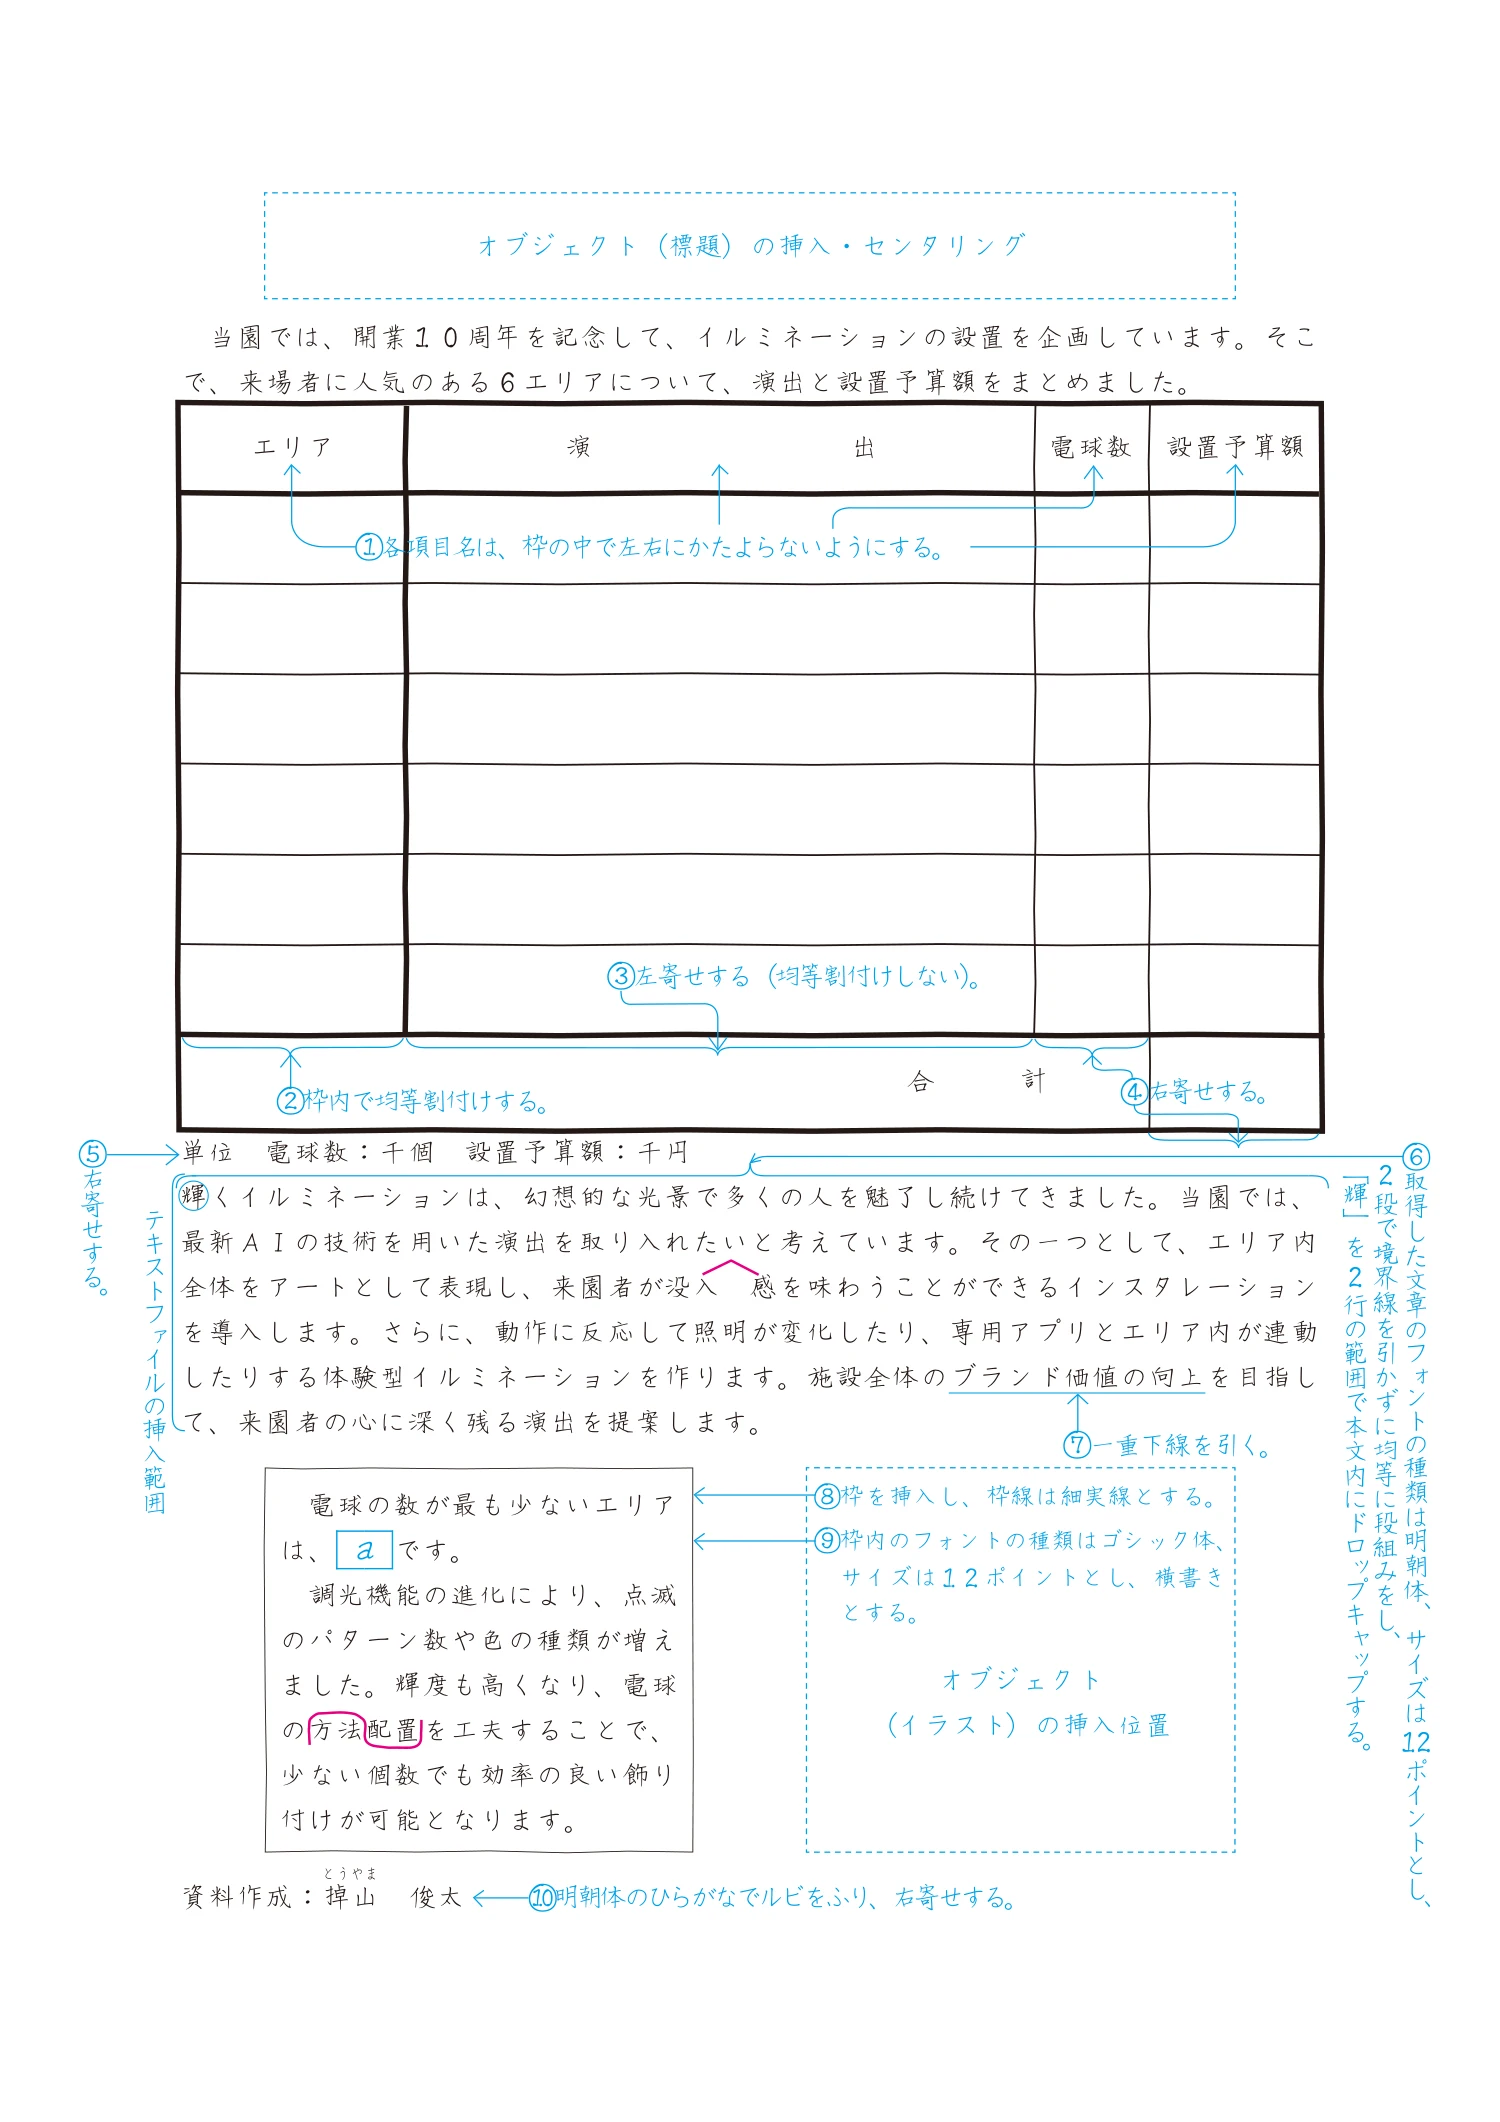 オブジェクト（標題）の挿入・センタリング
当園では、開業１０周年を記念して、イルミネーションの設置を企画しています。そこ
で、来場者に人気のある６エリアについて、演出と設置予算額をまとめました。
エリア　演　出　電球数　設置予算額
①各項目名は、枠の中で左右にかたよらないようにする。
③左寄せする（均等割付けしない）。
合　計
②枠内で均等割付けする。
④右寄せする。
⑤右寄せする。
単位　電球数：千個　設置予算額：千円
⑥取得した文章のフォントの種類は明朝体、サイズは12ポイントとし、
2段で境界線を引かずに均等に段組みをし、
「輝」を2行の範囲で本文内にドロップキャップする。
テキストファイルの挿入範囲
輝くイルミネーションは、幻想的な光景で多くの人を魅了し続けてきました。当園では、
最新ＡＩの技術を用いた演出を取り入れたいと考えています。その一つとして、エリア内
全体をアートとして表現し、来園者が没入　感を味わうことができるインスタレーション
を導入します。さらに、動作に反応して照明が変化したり、専用アプリとエリア内が連動
したりする体験型イルミネーションを作ります。施設全体のブランド価値の向上を目指し
て、来園者の心に深く残る演出を提案します。
⑦一重下線を引く。
電球の数が最も少ないエリア
は、aです。
調光機能の進化により、点滅
のパターン数や色の種類が増え
ました。輝度も高くなり、電球
の方法配置を工夫することで、
少ない個数でも効率の良い飾り
付けが可能となります。
⑧枠を挿入し、枠線は細実線とする。
⑨枠内のフォントの種類はゴシック体、
サイズは１２ポイントとし、横書き
とする。
オブジェクト
（イラスト）の挿入位置
とうやま
資料作成：掉山　俊太
⑩明朝体のひらがなでルビをふり、右寄せする。